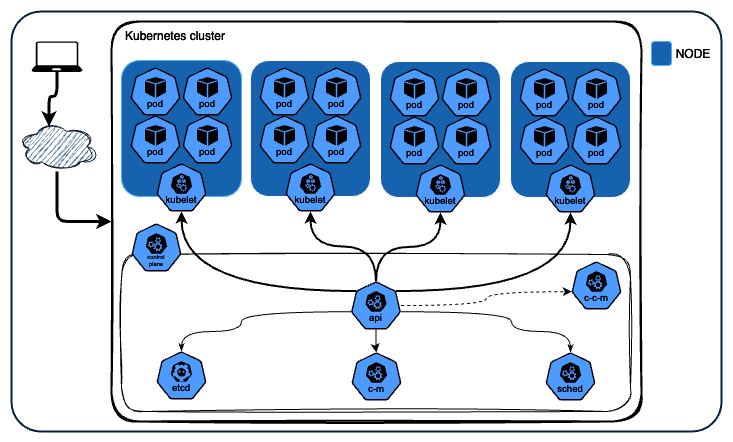 Kubernetes cluster
NODE
pod pod pod pod pod pod pod pod
pod pod pod pod pod pod pod pod
kubelet kubelet kubelet kubelet
control
plane
c-c-m
api
etcd c-m sched